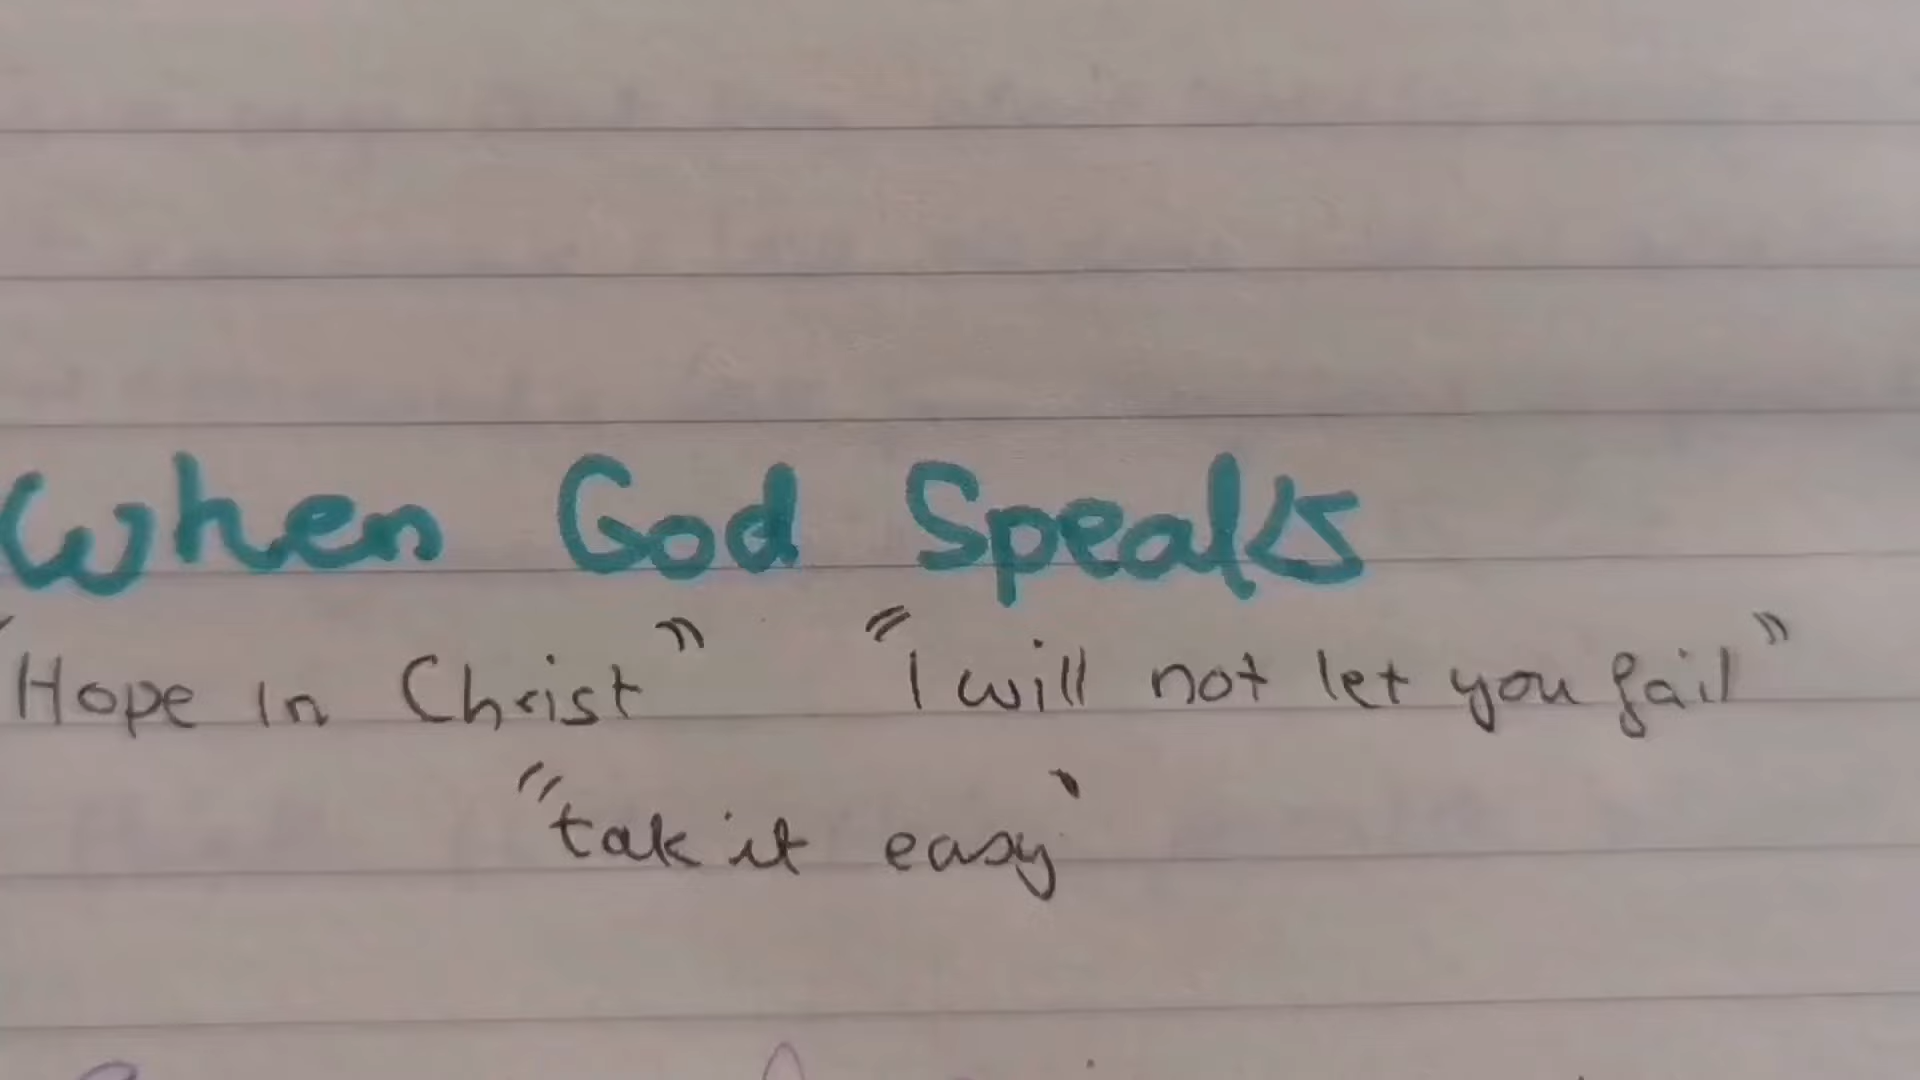 When God Speaks
"Hope in Christ" "I will not let you fail"
"tak it easy"